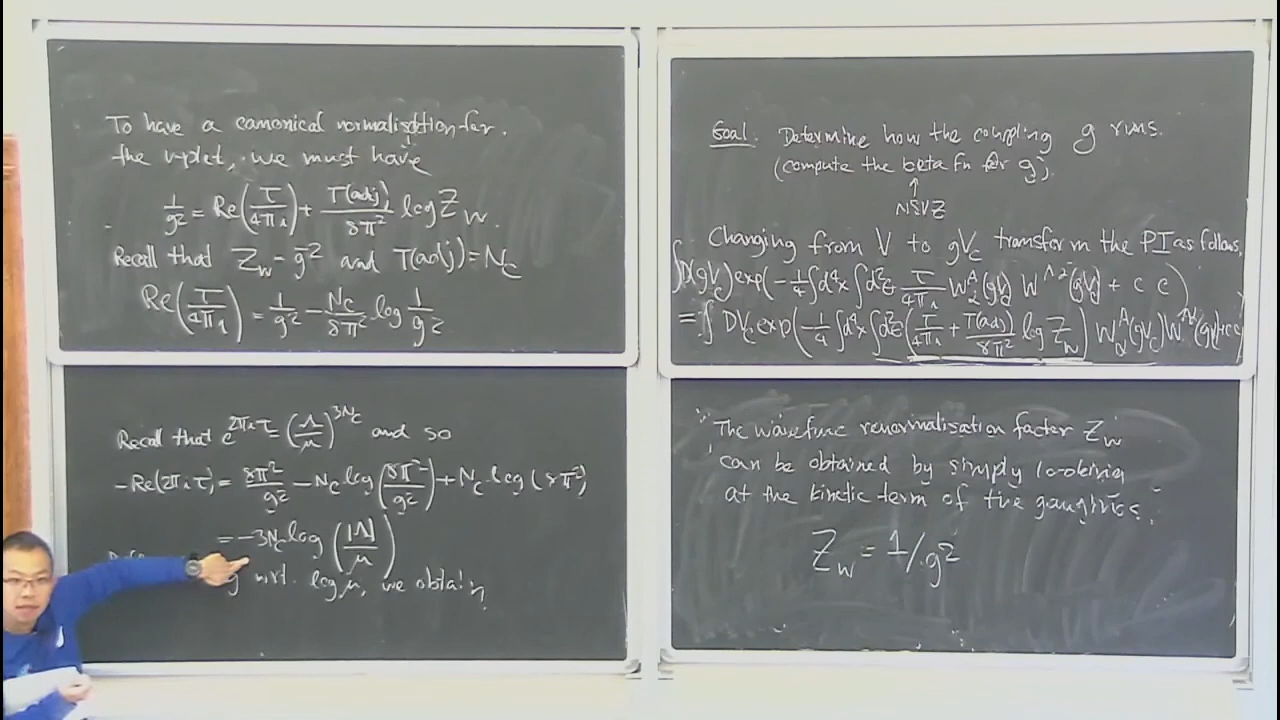 To have a canonical normalisation for
the v-plet, we must have
1/g² = Re(τ/4πi) + T(adj)/8π² log Z_W
Recall that Z_W = g^-2 and T(adj) = N_c
Re(τ/4πi) = 1/g² - N_c/8π² log 1/g²
Recall that e^{2πiτ} = (Λ/μ)^{3N_c} and so
-Re(2πiτ) = 8π²/g² - N_c log(8π²/g²) + N_c log(8π²)
= -3N_c log(|Λ|/μ)
g wrt. log μ, we obtain
Goal. Determine how the coupling g runs.
(compute the beta fn for g)
↑
NSVZ
Changing from V to gV_c transform the PI as follows.
∫D(gV_c) exp(-1/4 ∫d⁴x ∫d²θ τ/4πi W^A_α(gV_c) W^{Aα}(gV_c) + c c)
= ∫ DV_c exp(-1/4 ∫d⁴x ∫d²θ (τ/4πi + T(adj)/8π² log Z_W) W^A_α(gV_c) W^{Aα}(gV_c) + cc)
"The wavefunc renormalisation factor Z_W
can be obtained by simply looking
at the kinetic term of the gauginos."
Z_W = 1/g²